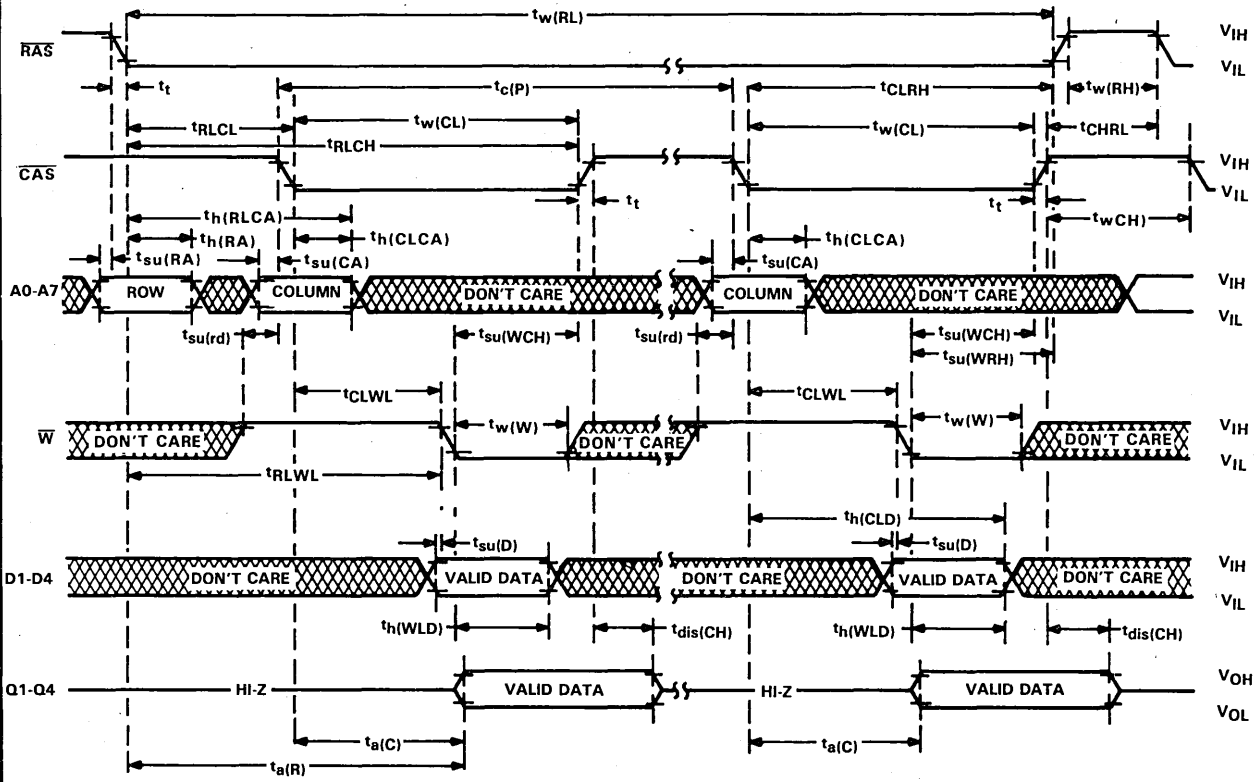 tw(RL)
RAS
VIH
VIL
tt
tc(P)
tCLRH
tw(RH)
tRLCL
tw(CL)
tw(CL)
tCHRL
tRLCH
CAS
VIH
VIL
tt
tt
th(RLCA)
twCH)
th(RA)
th(CLCA)
th(CLCA)
tsu(RA)
tsu(CA)
tsu(CA)
A0-A7
ROW
COLUMN
DON'T CARE
COLUMN
DON'T CARE
VIH
VIL
tsu(rd)
tsu(WCH)
tsu(rd)
tsu(WCH)
tsu(WRH)
tCLWL
tCLWL
tw(W)
tw(W)
W
DON'T CARE
DON'T CARE
DON'T CARE
VIH
VIL
tRLWL
th(CLD)
tsu(D)
tsu(D)
D1-D4
DON'T CARE
VALID DATA
DON'T CARE
VALID DATA
DON'T CARE
VIH
VIL
th(WLD)
tdis(CH)
th(WLD)
tdis(CH)
Q1-Q4
HI-Z
VALID DATA
HI-Z
VALID DATA
VOH
VOL
ta(C)
ta(C)
ta(R)